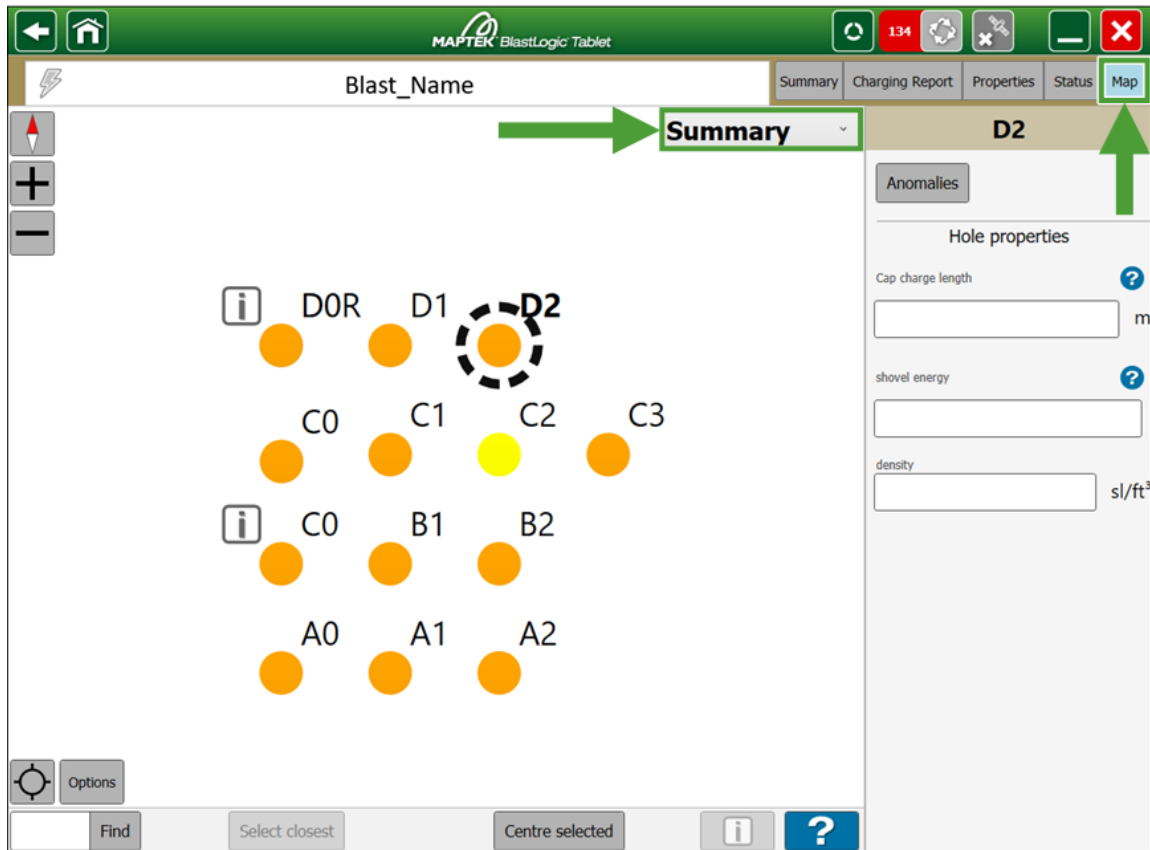 MAPTEK BlastLogic Tablet
134
Blast_Name
Summary
Charging Report
Properties
Status
Map
Summary
D2
Anomalies
Hole properties
Cap charge length
?
m
shovel energy
?
density
sl/ft³
i D0R D1 D2
C0 C1 C2 C3
i C0 B1 B2
A0 A1 A2
Options
Find
Select closest
Centre selected
i
?